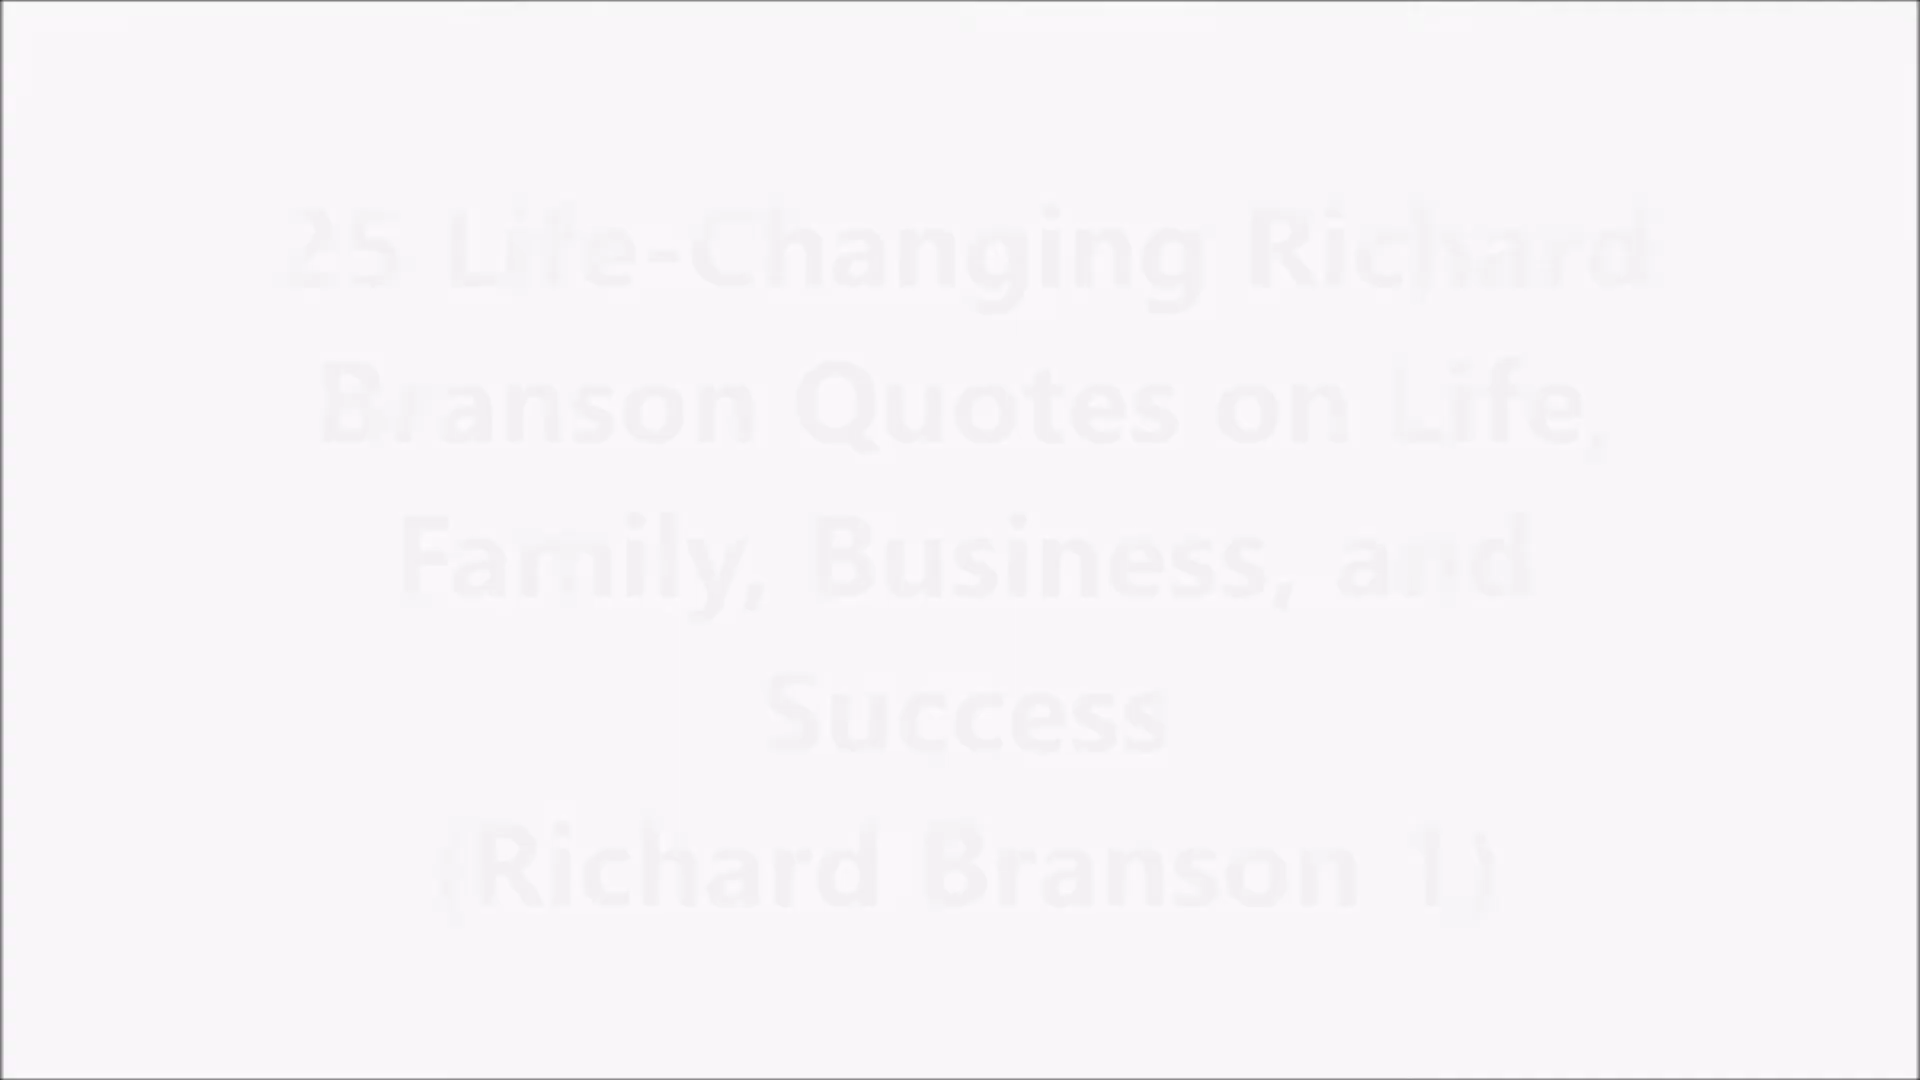 25 Life-Changing Richard
Branson Quotes on Life,
Family, Business, and
Success
(Richard Branson 1)